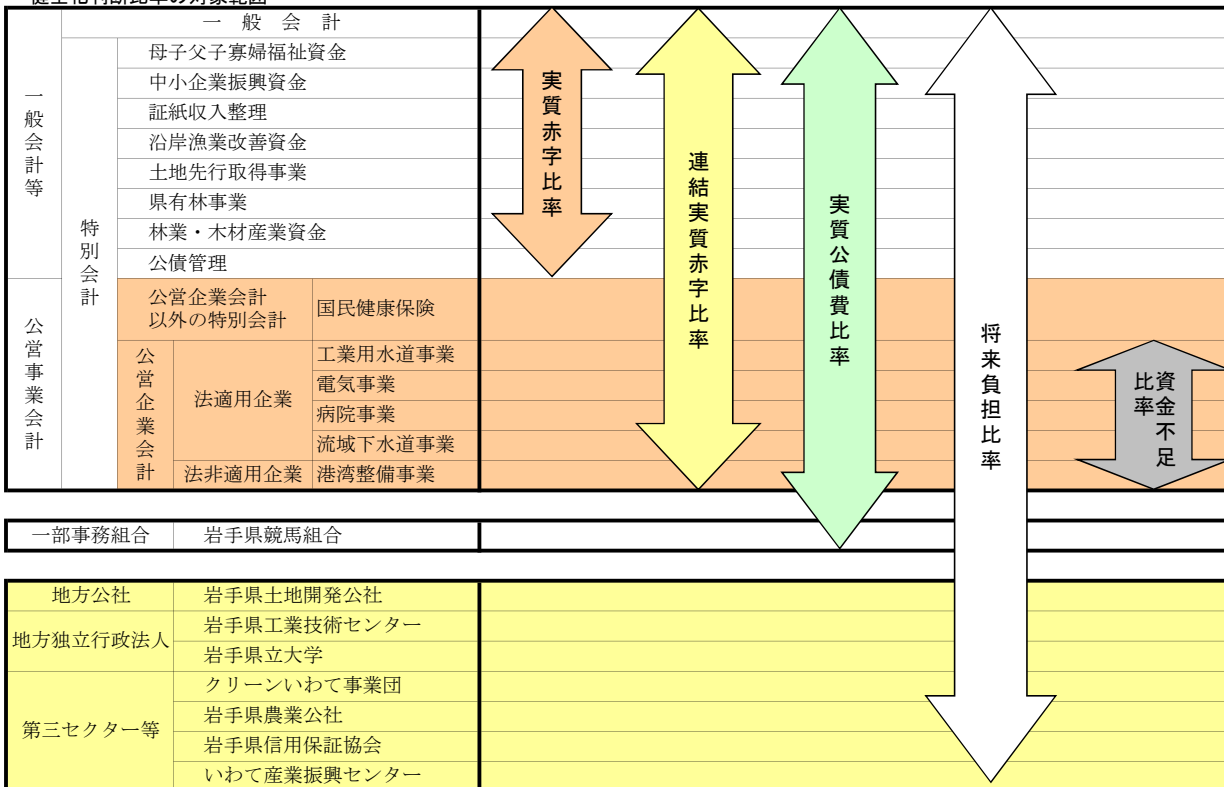 健全化判断比率の対象範囲
一般会計等
一般会計
特別会計
母子父子寡婦福祉資金
中小企業振興資金
証紙収入整理
沿岸漁業改善資金
土地先行取得事業
県有林事業
林業・木材産業資金
公債管理
公営事業会計
公営企業会計
以外の特別会計
国民健康保険
公営企業会計
法適用企業
工業用水道事業
電気事業
病院事業
流域下水道事業
法非適用企業
港湾整備事業
実質赤字比率
連結実質赤字比率
実質公債費比率
将来負担比率
資金不足
比率
一部事務組合
岩手県競馬組合
地方公社
岩手県土地開発公社
地方独立行政法人
岩手県工業技術センター
岩手県立大学
第三セクター等
クリーンいわて事業団
岩手県農業公社
岩手県信用保証協会
いわて産業振興センター